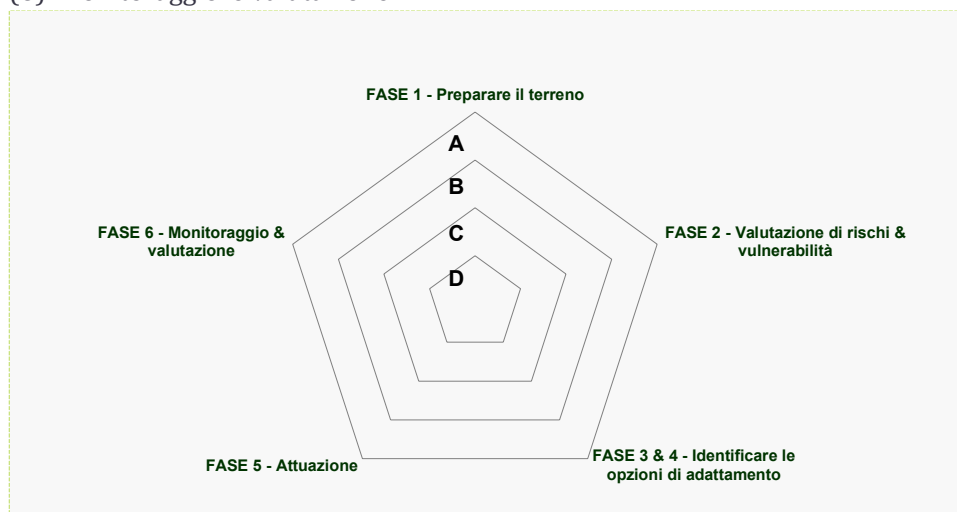 FASE 1 - Preparare il terreno
A
B
FASE 6 - Monitoraggio &
valutazione
C
FASE 2 - Valutazione di rischi &
vulnerabilità
D
FASE 5 - Attuazione
FASE 3 & 4 - Identificare le
opzioni di adattamento